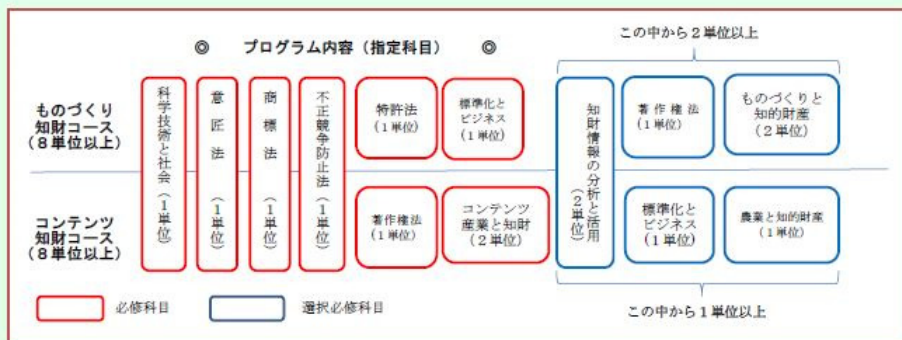 ◎ プログラム内容（指定科目） ◎
この中から２単位以上
ものづくり
知財コース
（８単位以上）
コンテンツ
知財コース
（８単位以上）
科学技術と社会（１単位）
意匠法（１単位）
商標法（１単位）
不正競争防止法（１単位）
特許法
（１単位）
標準化と
ビジネス
（１単位）
著作権法
（１単位）
コンテンツ
産業と知財
（２単位）
知財情報の分析と活用
（２単位）
著作権法
（１単位）
ものづくりと
知的財産
（２単位）
標準化と
ビジネス
（１単位）
農業と知的財産
（１単位）
必修科目
選択必修科目
この中から１単位以上